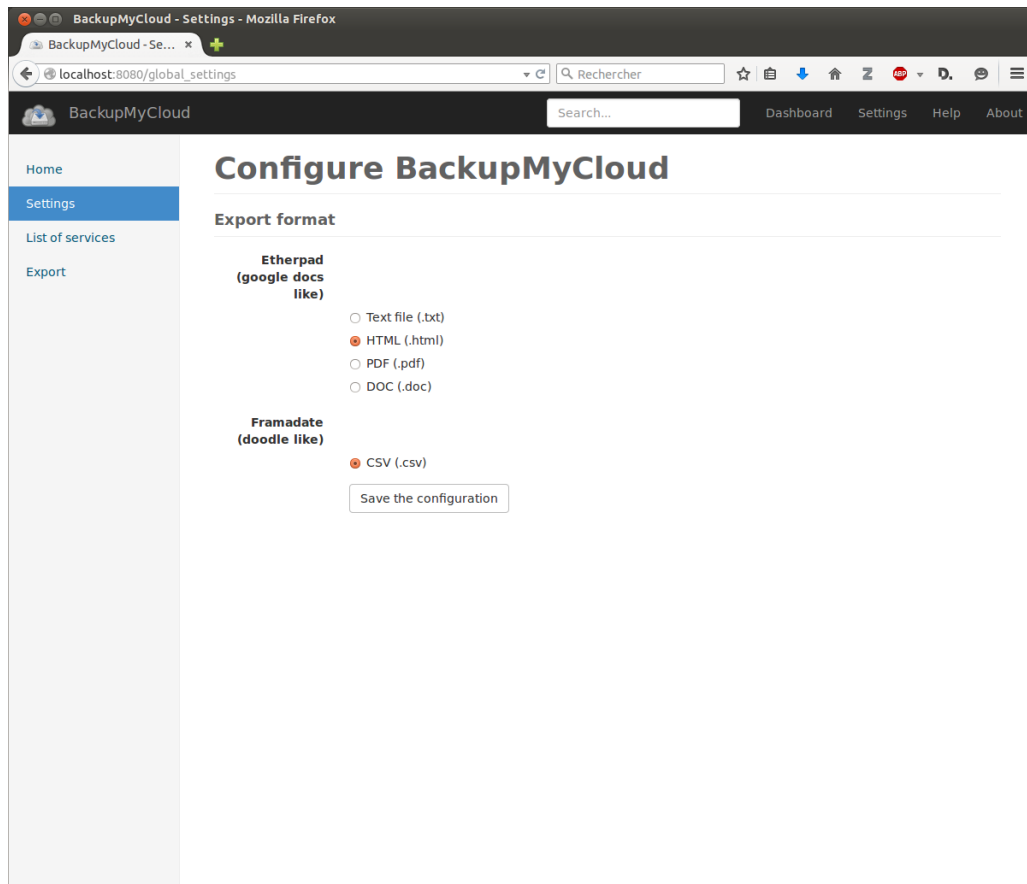 BackupMyCloud - Settings - Mozilla Firefox
BackupMyCloud - Se...
localhost:8080/global_settings
Rechercher
ABP
D.
BackupMyCloud
Search...
Dashboard
Settings
Help
About
Home
Settings
List of services
Export
Configure BackupMyCloud
Export format
Etherpad
(google docs
like)
Text file (.txt)
HTML (.html)
PDF (.pdf)
DOC (.doc)
Framadate
(doodle like)
CSV (.csv)
Save the configuration